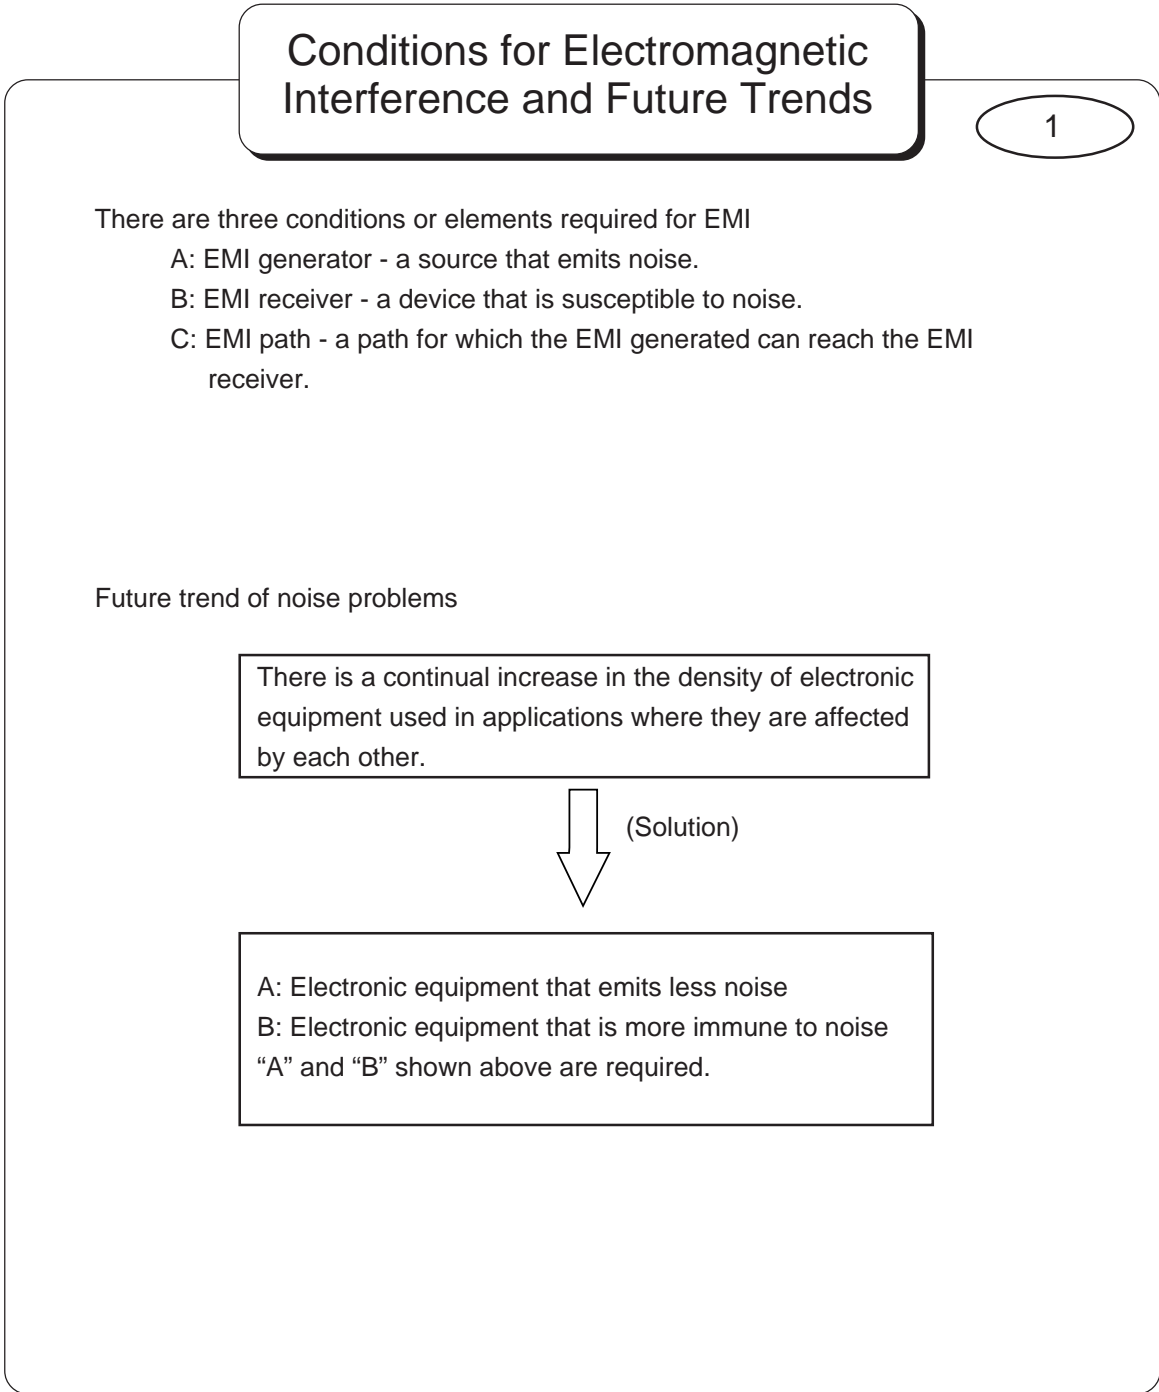 Conditions for Electromagnetic
Interference and Future Trends
1
There are three conditions or elements required for EMI
A: EMI generator - a source that emits noise.
B: EMI receiver - a device that is susceptible to noise.
C: EMI path - a path for which the EMI generated can reach the EMI
receiver.
Future trend of noise problems
There is a continual increase in the density of electronic
equipment used in applications where they are affected
by each other.
(Solution)
A: Electronic equipment that emits less noise
B: Electronic equipment that is more immune to noise
“A” and “B” shown above are required.